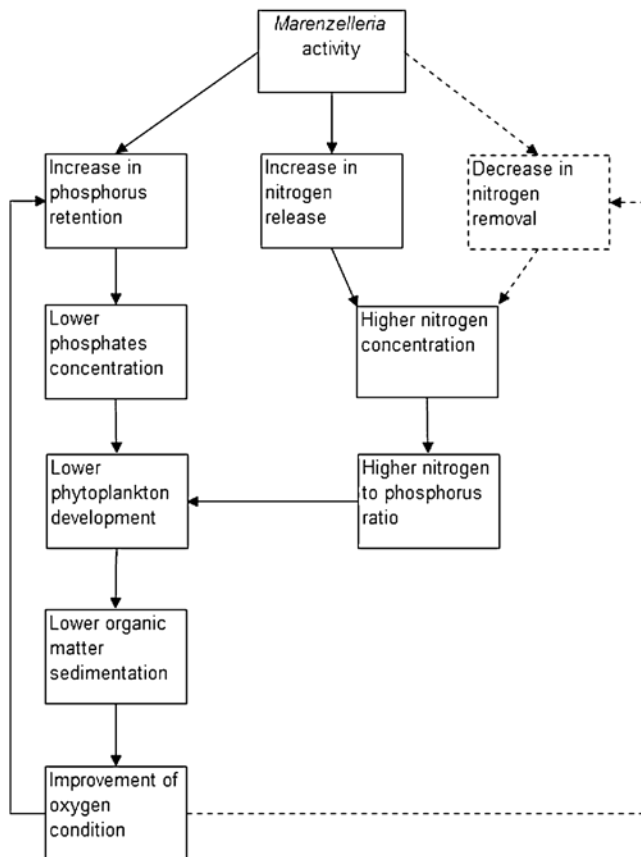 Marenzelleria
activity
Increase in
phosphorus
retention
Increase in
nitrogen
release
Decrease in
nitrogen
removal
Lower
phosphates
concentration
Higher nitrogen
concentration
Lower
phytoplankton
development
Higher nitrogen
to phosphorus
ratio
Lower organic
matter
sedimentation
Improvement of
oxygen
condition